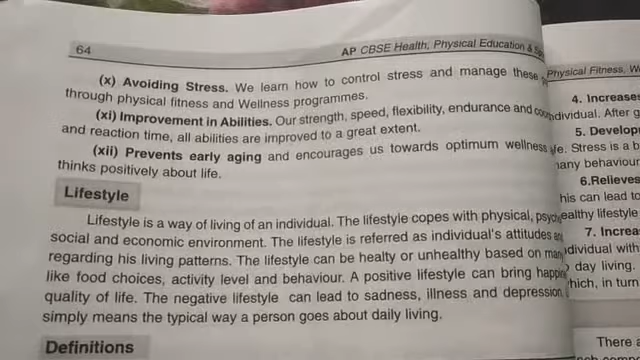 64
AP CBSE Health, Physical Education &
(x) Avoiding Stress. We learn how to control stress and manage these
through physical fitness and Wellness programmes.
(xi) Improvement in Abilities. Our strength, speed, flexibility, endurance and
and reaction time, all abilities are improved to a great extent.
(xii) Prevents early aging and encourages us towards optimum wellness
thinks positively about life.
Lifestyle
Lifestyle is a way of living of an individual. The lifestyle copes with physical,
social and economic environment. The lifestyle is referred as individual's attitudes
regarding his living patterns. The lifestyle can be healty or unhealthy based on
like food choices, activity level and behaviour. A positive lifestyle can bring
quality of life. The negative lifestyle can lead to sadness, illness and depression
simply means the typical way a person goes about daily living.
Definitions
Physical Fitness,
4. Increases
dividual. After
5.
Stress is a
many behaviour
6.Relieves
his can lead to
ealthy lifestyle
7.
dividual with
day living.
hich, in turn
There